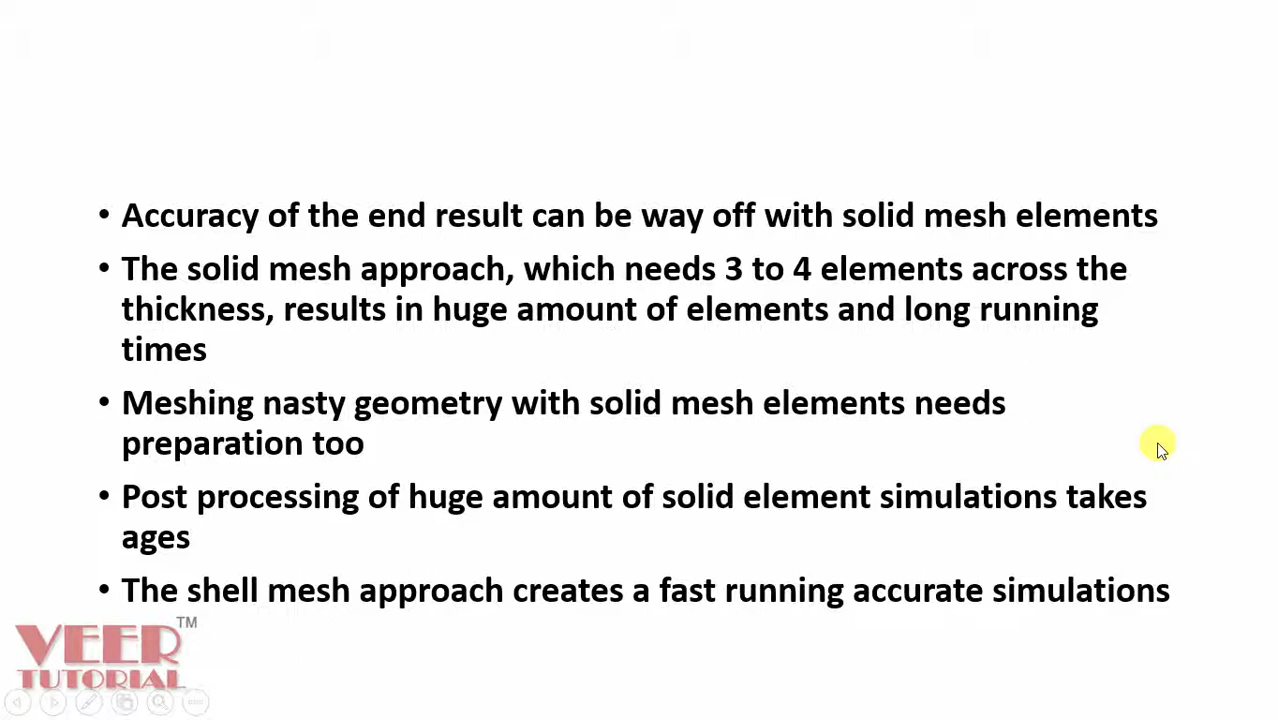 • Accuracy of the end result can be way off with solid mesh elements
• The solid mesh approach, which needs 3 to 4 elements across the
thickness, results in huge amount of elements and long running
times
• Meshing nasty geometry with solid mesh elements needs
preparation too
• Post processing of huge amount of solid element simulations takes
ages
• The shell mesh approach creates a fast running accurate simulations
VEER TM
TUTORIAL